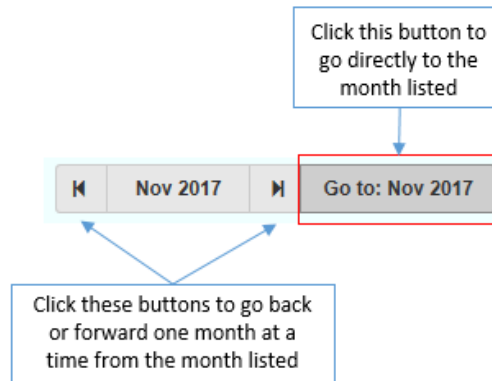 Click this button to
go directly to the
month listed
Nov 2017
Go to: Nov 2017
Click these buttons to go back
or forward one month at a
time from the month listed